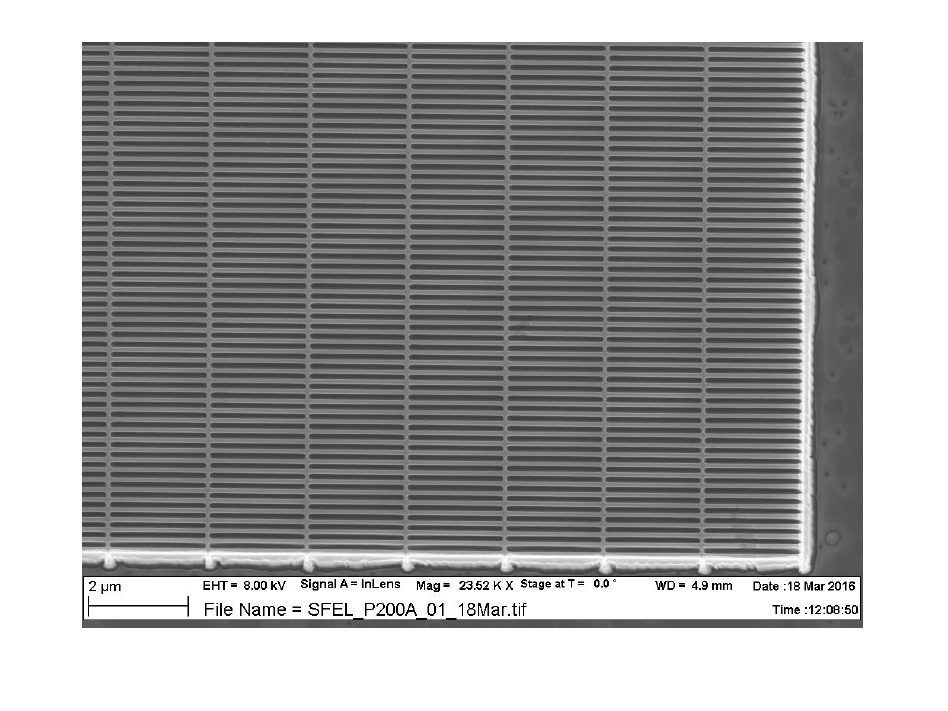 2 µm EHT = 8.00 kV Signal A = InLens Mag = 23.52 K X Stage at T = 0.0 ° WD = 4.9 mm Date :18 Mar 2016
File Name = SFEL_P200A_01_18Mar.tif Time :12:08:50